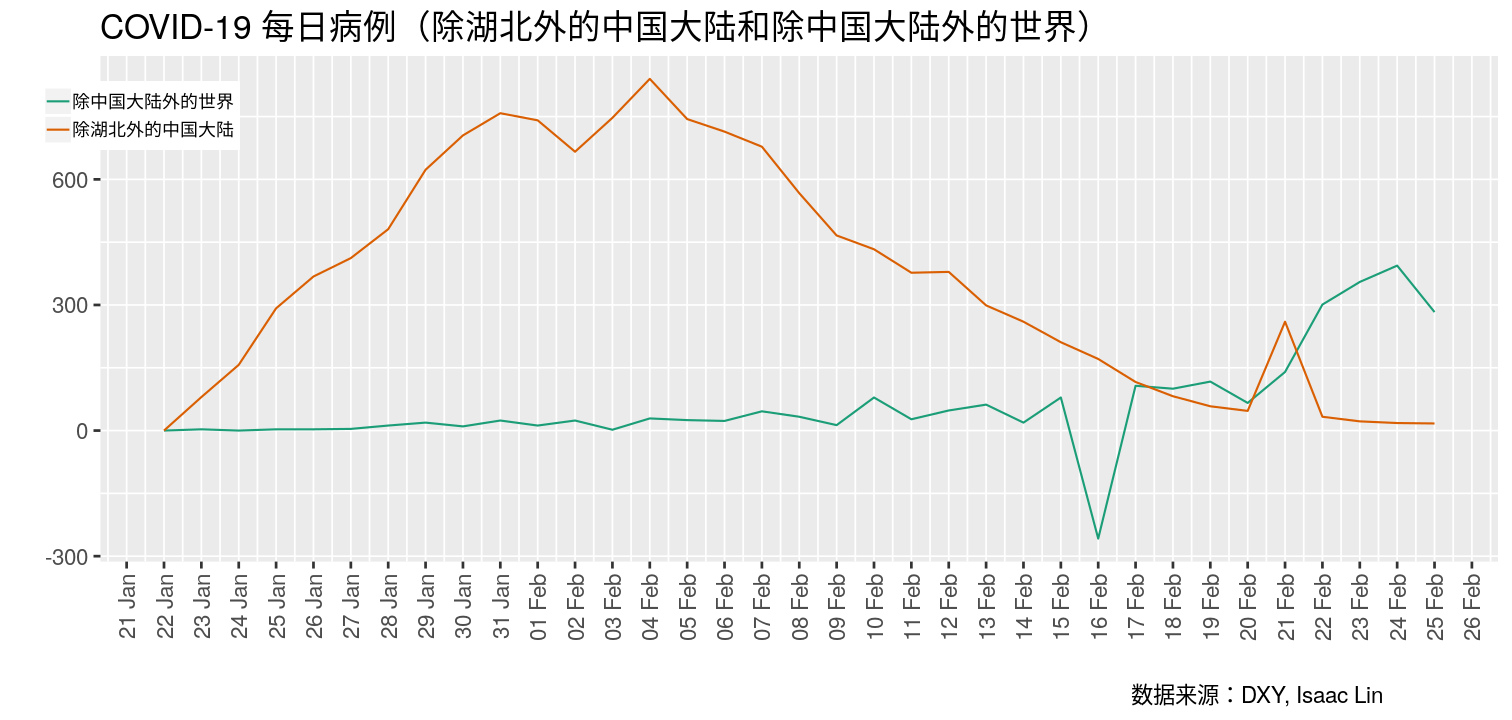 COVID-19 每日病例（除湖北外的中国大陆和除中国大陆外的世界）
除中国大陆外的世界
除湖北外的中国大陆
600
300
0
-300
21 Jan
22 Jan
23 Jan
24 Jan
25 Jan
26 Jan
27 Jan
28 Jan
29 Jan
30 Jan
31 Jan
01 Feb
02 Feb
03 Feb
04 Feb
05 Feb
06 Feb
07 Feb
08 Feb
09 Feb
10 Feb
11 Feb
12 Feb
13 Feb
14 Feb
15 Feb
16 Feb
17 Feb
18 Feb
19 Feb
20 Feb
21 Feb
22 Feb
23 Feb
24 Feb
25 Feb
26 Feb
数据来源：DXY, Isaac Lin